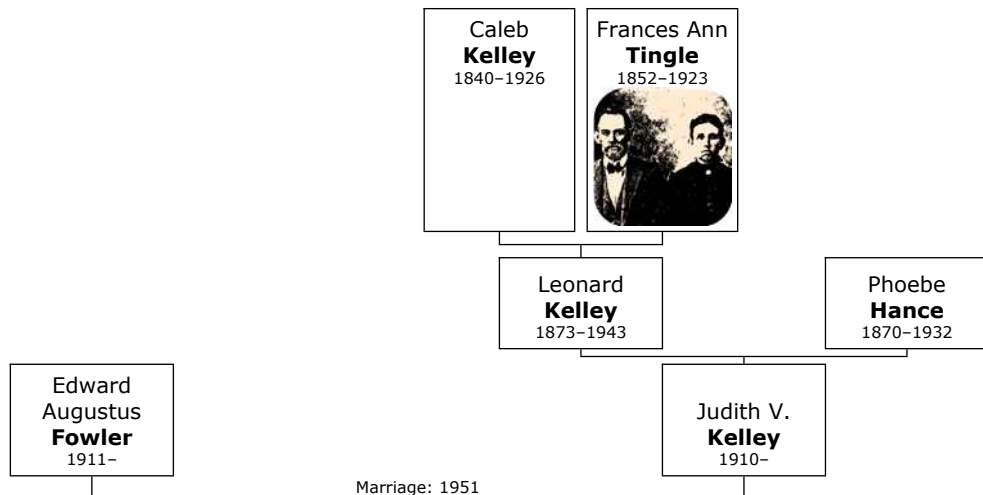 Caleb
Kelley
1840–1926
Frances Ann
Tingle
1852–1923
Leonard
Kelley
1873–1943
Phoebe
Hance
1870–1932
Edward
Augustus
Fowler
1911–
Judith V.
Kelley
1910–
Marriage: 1951